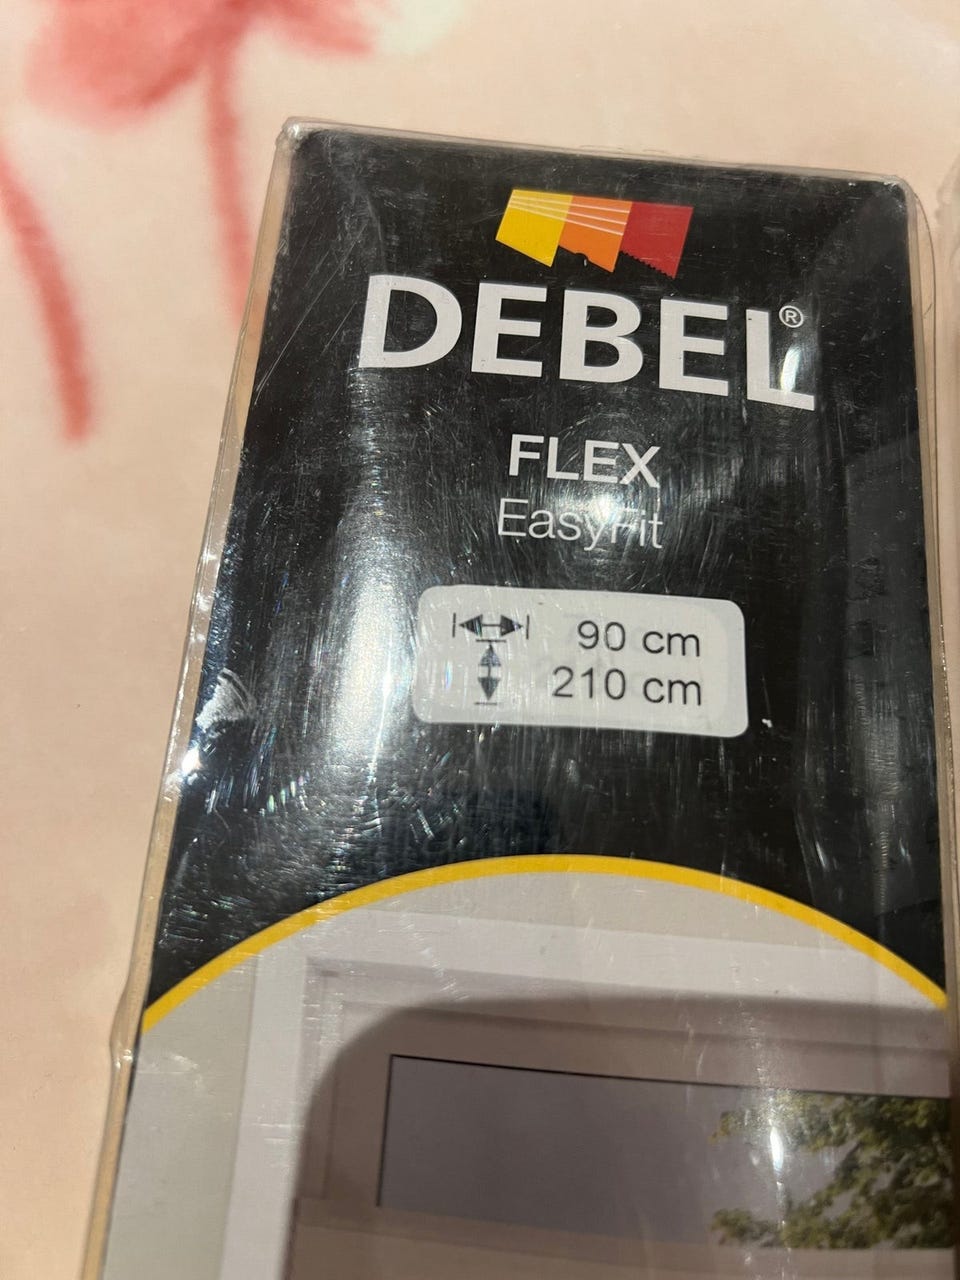 DEBEL®
FLEX
EasyFit
90 cm
210 cm